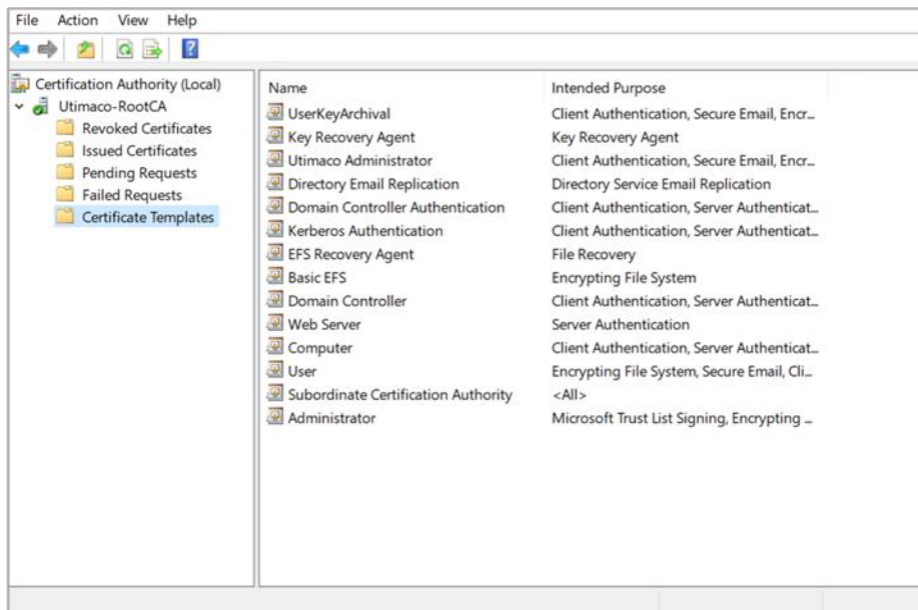 File Action View Help
Certification Authority (Local)
Utimaco-RootCA
Revoked Certificates
Issued Certificates
Pending Requests
Failed Requests
Certificate Templates
Name Intended Purpose
UserKeyArchival Client Authentication, Secure Email, Encr...
Key Recovery Agent Key Recovery Agent
Utimaco Administrator Client Authentication, Secure Email, Encr...
Directory Email Replication Directory Service Email Replication
Domain Controller Authentication Client Authentication, Server Authenticat...
Kerberos Authentication Client Authentication, Server Authenticat...
EFS Recovery Agent File Recovery
Basic EFS Encrypting File System
Domain Controller Client Authentication, Server Authenticat...
Web Server Server Authentication
Computer Client Authentication, Server Authenticat...
User Encrypting File System, Secure Email, Cli...
Subordinate Certification Authority <All>
Administrator Microsoft Trust List Signing, Encrypting ...